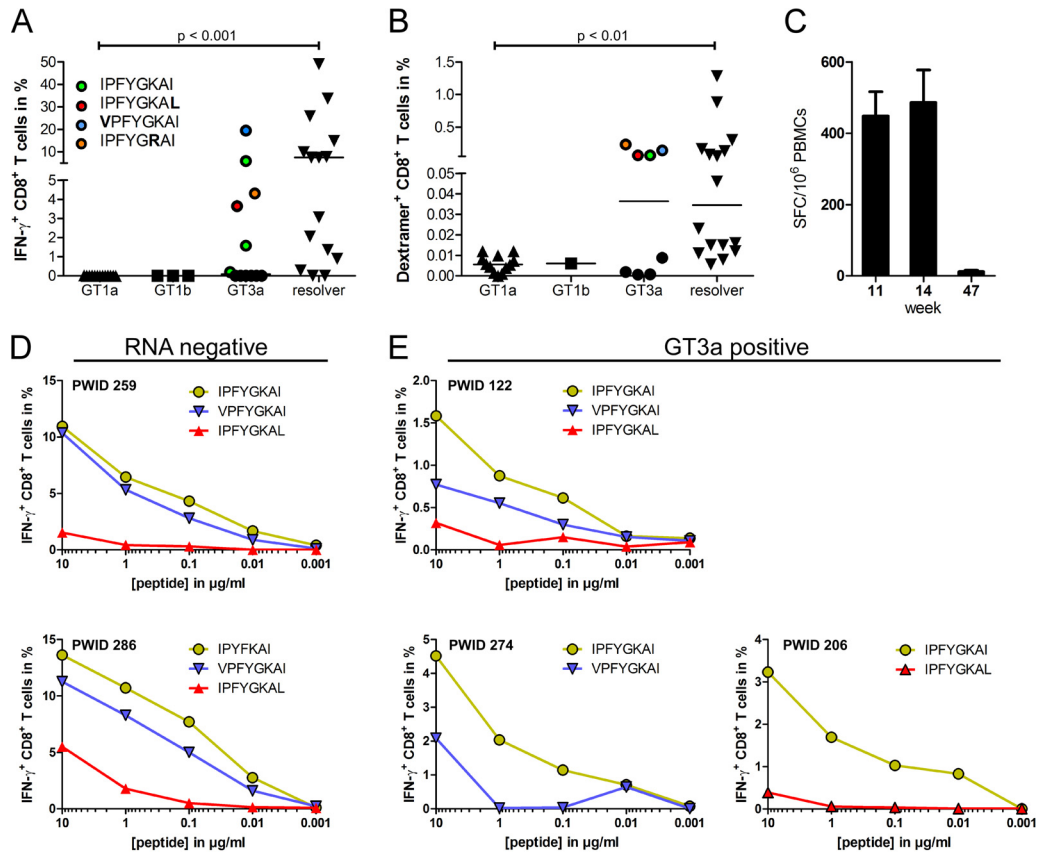 A
p < 0.001
IFN-γ+ CD8+ T cells in %
50
40
30
20
10
5
4
3
2
1
0
IPFYGKAI
IPFYGKAL
VPFYGKAI
IPFYGRAI
GT1a
GT1b
GT3a
resolver
B
p < 0.01
Dextramer+ CD8+ T cells in %
1.5
1.0
0.5
0.05
0.04
0.03
0.02
0.01
0.00
GT1a
GT1b
GT3a
resolver
C
SFC/10^6 PBMCs
600
400
200
0
11
14
47
week
D
RNA negative
PWID 259
IFN-γ+ CD8+ T cells in %
15
10
5
0
IPFYGKAI
VPFYGKAI
IPFYGKAL
10
1
0.1
0.01
0.001
[peptide] in µg/ml
PWID 286
IFN-γ+ CD8+ T cells in %
15
10
5
0
IPYFKAI
VPFYGKAI
IPFYGKAL
10
1
0.1
0.01
0.001
[peptide] in µg/ml
E
GT3a positive
PWID 122
IFN-γ+ CD8+ T cells in %
2.0
1.5
1.0
0.5
0.0
IPFYGKAI
VPFYGKAI
IPFYGKAL
10
1
0.1
0.01
0.001
[peptide] in µg/ml
PWID 274
IFN-γ+ CD8+ T cells in %
5
4
3
2
1
0
IPFYGKAI
VPFYGKAI
10
1
0.1
0.01
0.001
[peptide] in µg/ml
PWID 206
IFN-γ+ CD8+ T cells in %
4
3
2
1
0
IPFYGKAI
IPFYGKAL
10
1
0.1
0.01
0.001
[peptide] in µg/ml